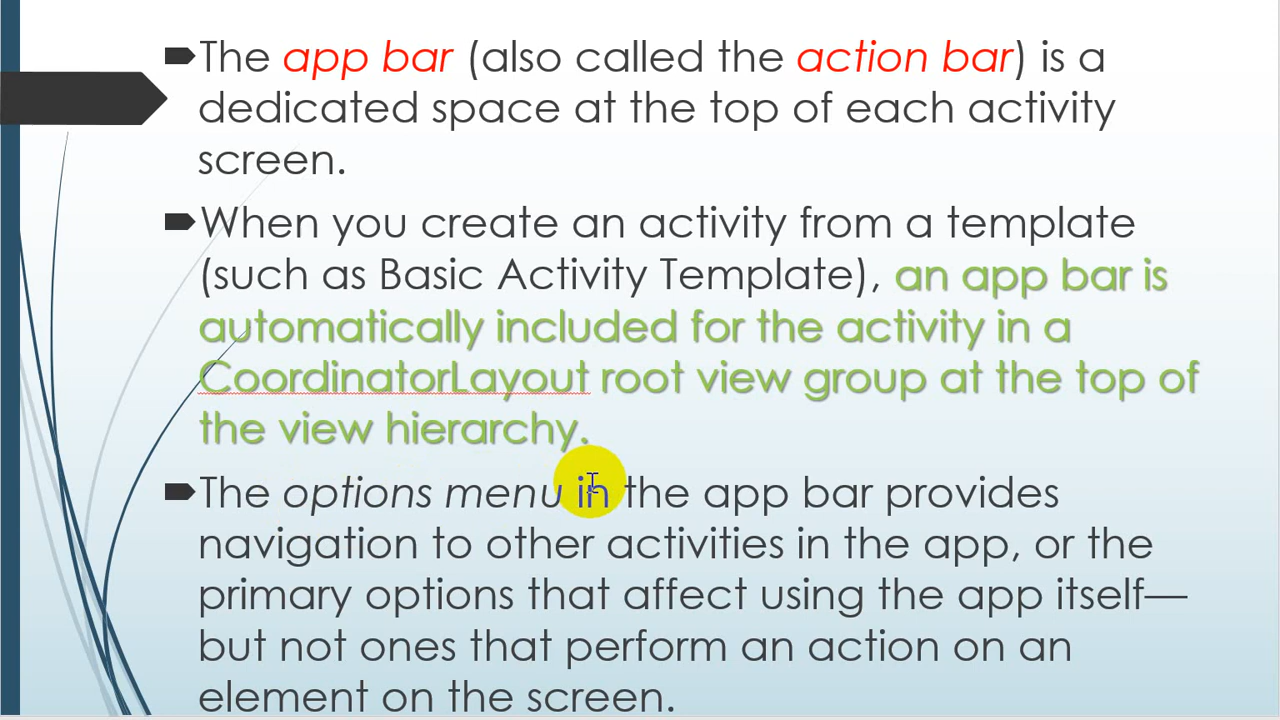 The app bar (also called the action bar) is a
dedicated space at the top of each activity
screen.
When you create an activity from a template
(such as Basic Activity Template), an app bar is
automatically included for the activity in a
CoordinatorLayout root view group at the top of
the view hierarchy.
The options menu in the app bar provides
navigation to other activities in the app, or the
primary options that affect using the app itself—
but not ones that perform an action on an
element on the screen.